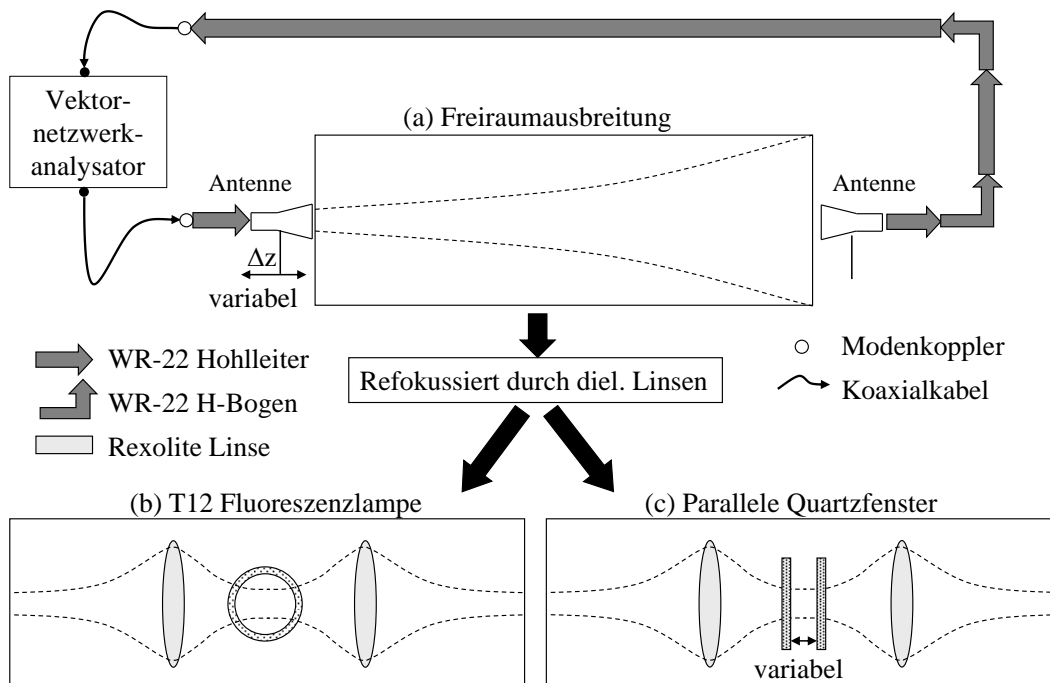 Vektor-
netzwerk-
analysator
(a) Freiraumausbreitung
Antenne
Antenne
Δz
variabel
WR-22 Hohlleiter
WR-22 H-Bogen
Rexolite Linse
Refokussiert durch diel. Linsen
Modenkoppler
Koaxialkabel
(b) T12 Fluoreszenzlampe
(c) Parallele Quartzfenster
variabel